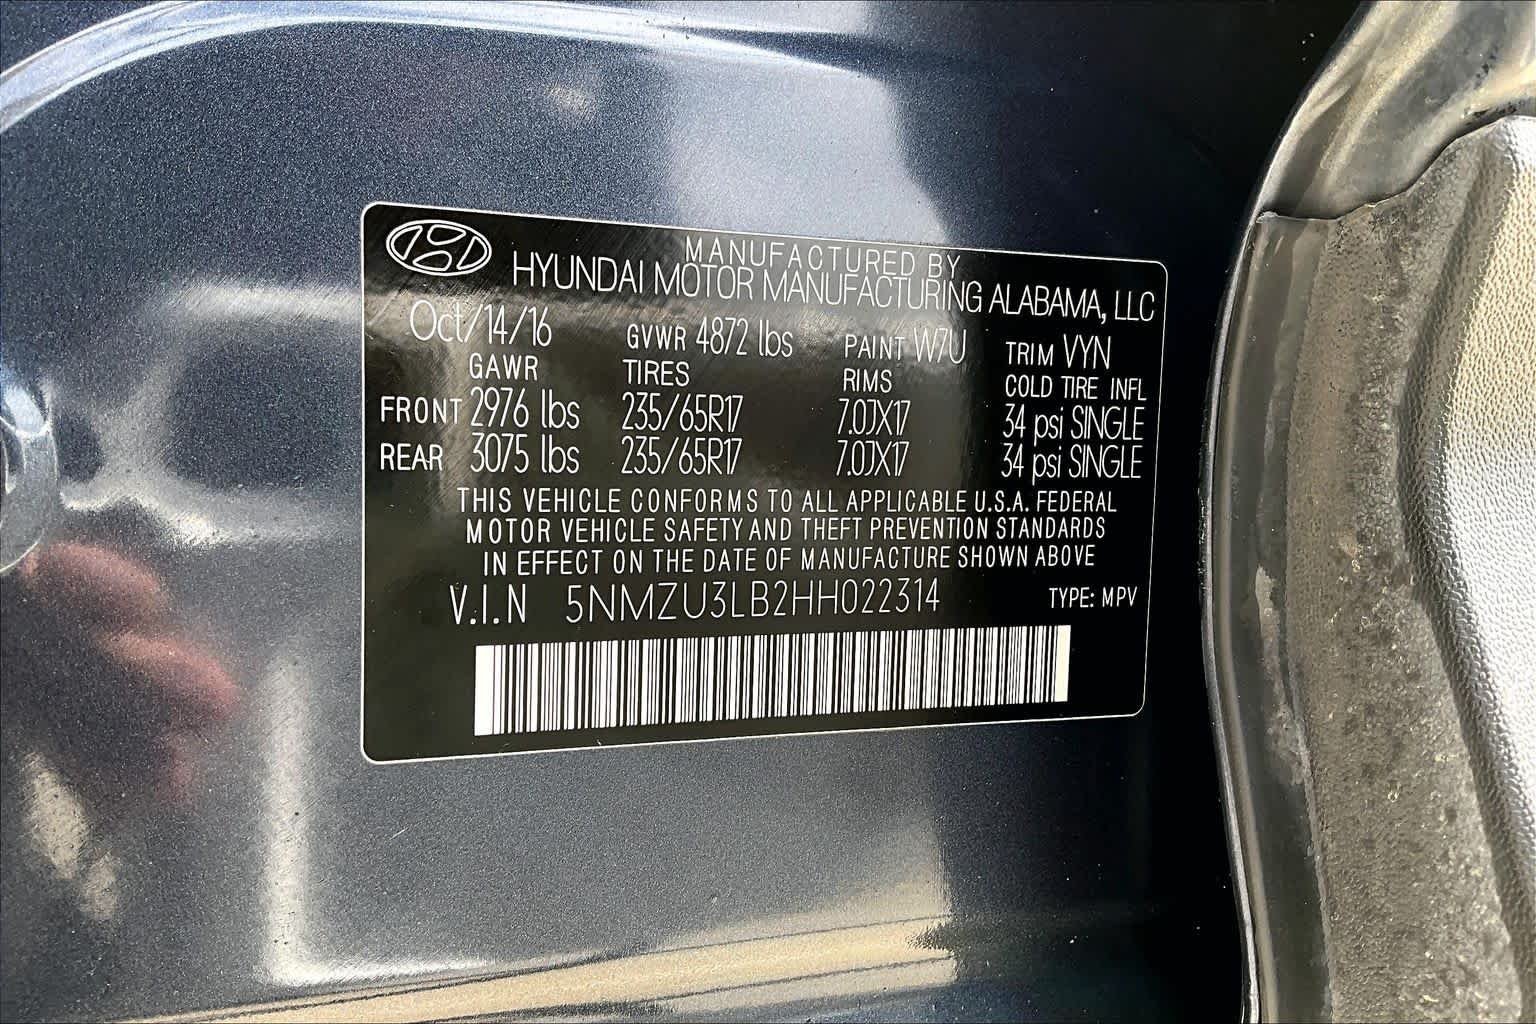 MANUFACTURED BY
HYUNDAI MOTOR MANUFACTURING ALABAMA, LLC
Oct/14/16 GVWR 4872 lbs PAINT W7U TRIM VYN
GAWR TIRES RIMS COLD TIRE INFL
FRONT 2976 lbs 235/65R17 7.0JX17 34 psi SINGLE
REAR 3075 lbs 235/65R17 7.0JX17 34 psi SINGLE
THIS VEHICLE CONFORMS TO ALL APPLICABLE U.S.A. FEDERAL
MOTOR VEHICLE SAFETY AND THEFT PREVENTION STANDARDS
IN EFFECT ON THE DATE OF MANUFACTURE SHOWN ABOVE
V.I.N 5NMZU3LB2HH022314 TYPE: MPV